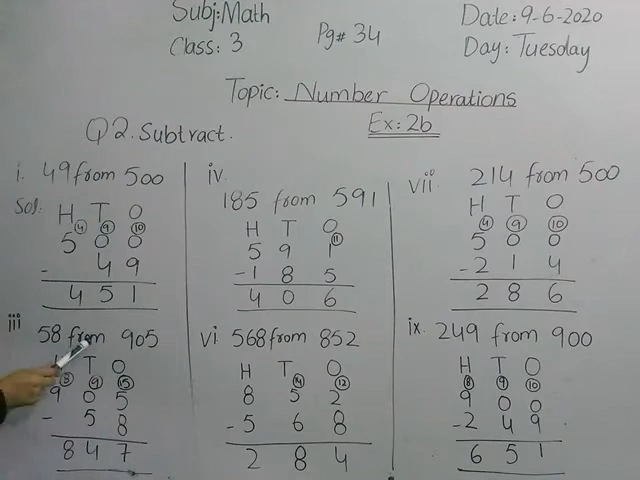 Subj: Math
Class: 3
Pg# 34
Date: 9-6-2020
Day: Tuesday
Topic: Number Operations
Ex: 2b
Q2. Subtract.
i. 49 from 500
Sol:
H T O
4 9 10
5 0 0
- 4 9
4 5 1
iii
58 from 905
T O
9 15
9 0 5
- 5 8
8 4 7
iv.
185 from 591
H T O
11
5 9 1
-1 8 5
4 0 6
vi. 568 from 852
H T O
4 12
8 5 2
-5 6 8
2 8 4
vii. 214 from 500
H T O
4 9 10
5 0 0
-2 1 4
2 8 6
ix. 249 from 900
H T O
8 9 10
9 0 0
-2 4 9
6 5 1